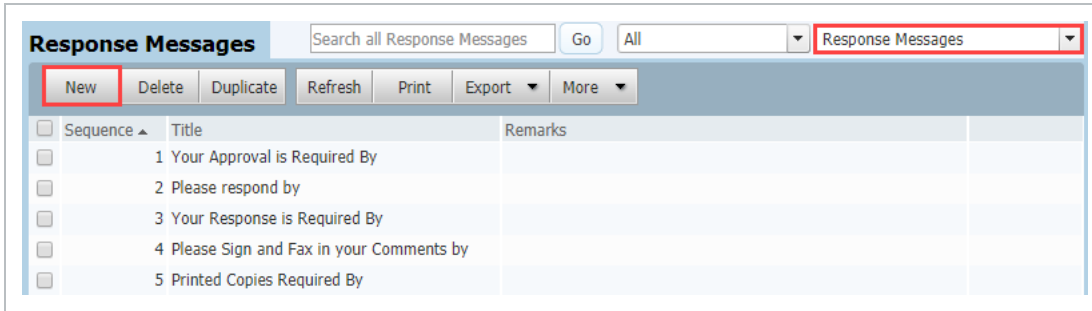 Response Messages Search all Response Messages Go All Response Messages
New Delete Duplicate Refresh Print Export More
Sequence Title Remarks
1 Your Approval is Required By
2 Please respond by
3 Your Response is Required By
4 Please Sign and Fax in your Comments by
5 Printed Copies Required By